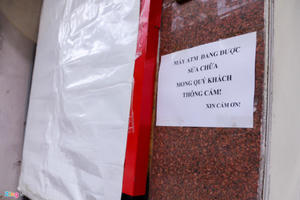 MÁY ATM ĐANG ĐƯỢC
SỬA CHỮA
MONG QUÝ KHÁCH
THÔNG CẢM!
XIN CẢM ƠN!